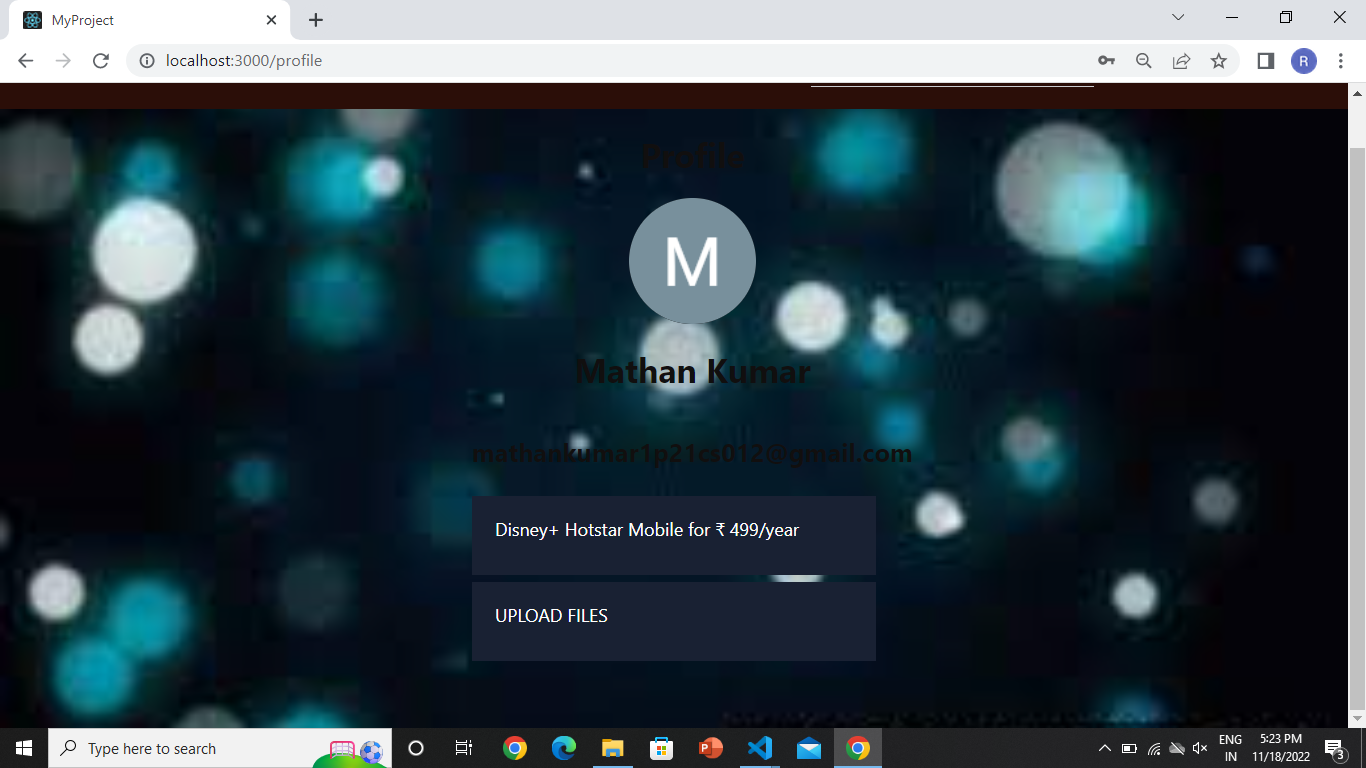 MyProject
localhost:3000/profile
R
Profile
M
Mathan Kumar
mathankumar1p21cs012@gmail.com
Disney+ Hotstar Mobile for ₹ 499/year
UPLOAD FILES
Type here to search
ENG
IN
5:23 PM
11/18/2022
3